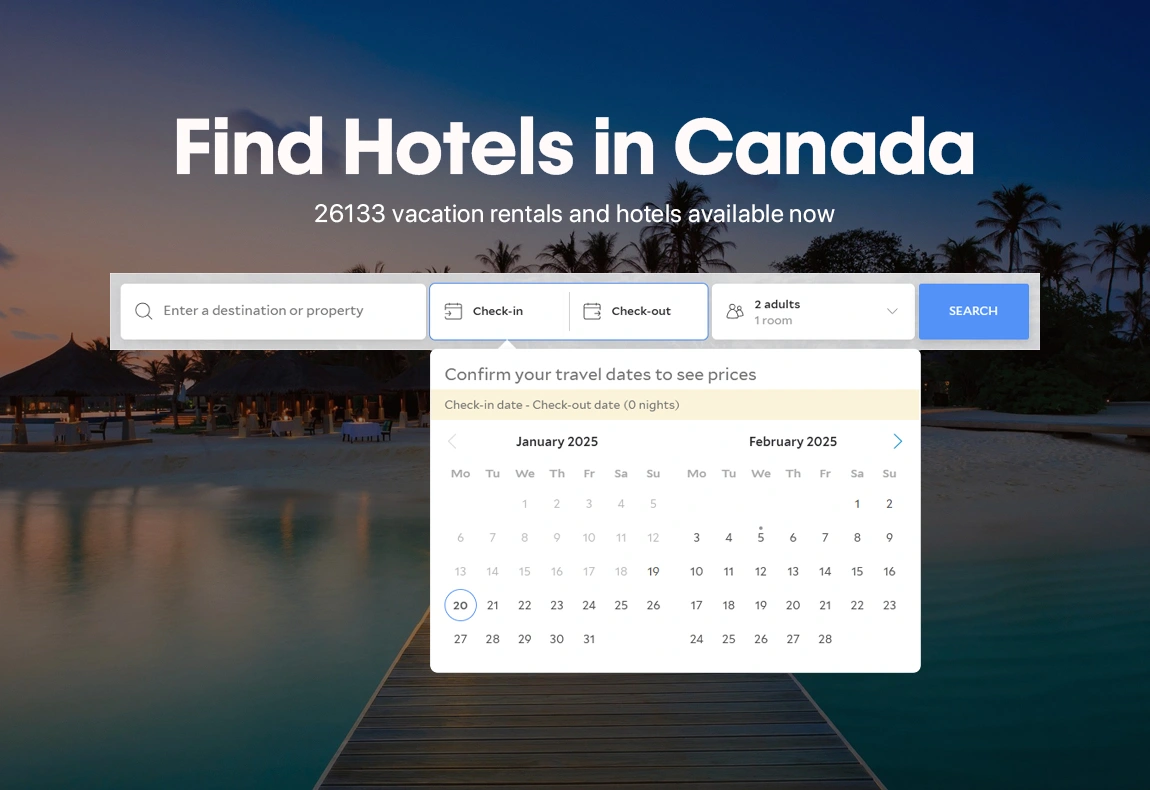 Find Hotels in Canada
26133 vacation rentals and hotels available now
Enter a destination or property
Check-in
Check-out
2 adults
1 room
SEARCH
Confirm your travel dates to see prices
Check-in date - Check-out date (0 nights)
January 2025
Mo Tu We Th Fr Sa Su
1 2 3 4 5
6 7 8 9 10 11 12
13 14 15 16 17 18 19
20 21 22 23 24 25 26
27 28 29 30 31
February 2025
Mo Tu We Th Fr Sa Su
1 2
3 4 5 6 7 8 9
10 11 12 13 14 15 16
17 18 19 20 21 22 23
24 25 26 27 28